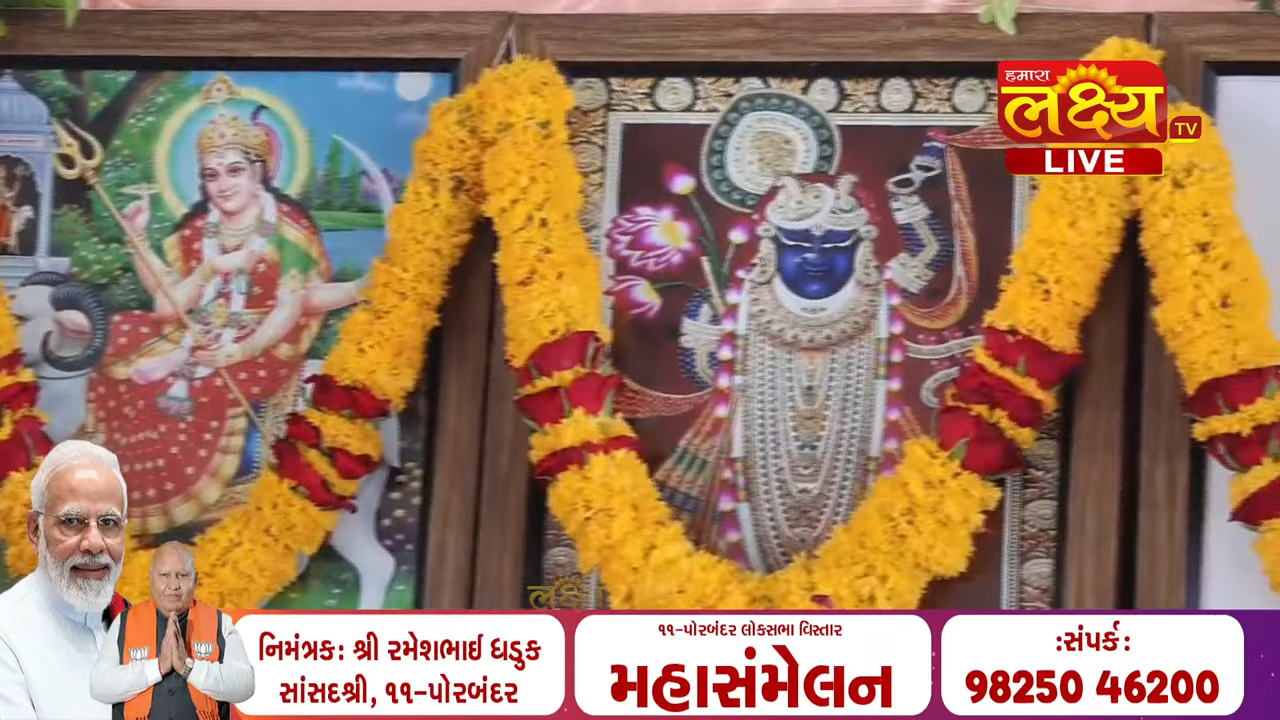 હમારા
લક્ષ્ય TV
LIVE
લક્ષ્ય
નિમંત્રક: શ્રી રમેશભાઈ ધડુક
સાંસદશ્રી, ૧૧-પોરબંદર
૧૧-પોરબંદર લોકસભા વિસ્તાર
મહાસંમેલન
:સંપર્ક:
98250 46200